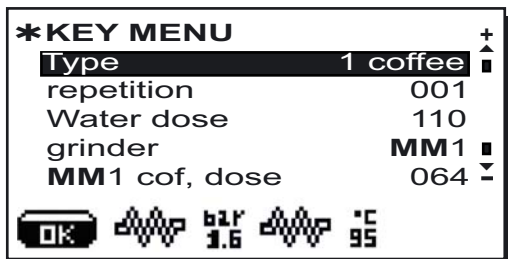 *KEY MENU +
Type 1 coffee
repetition 001
Water dose 110
grinder MM1
MM1 cof, dose 064 -
OK bar 1.6 °C 95